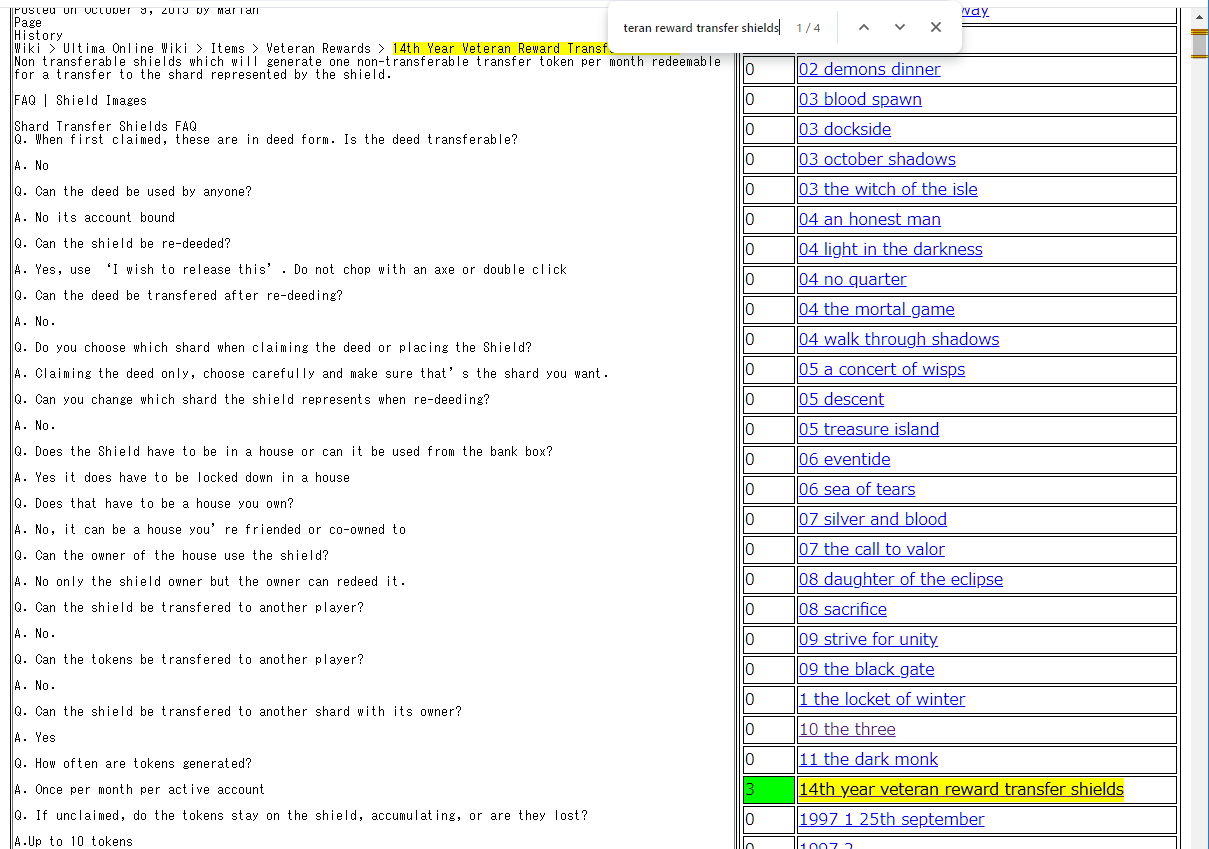 Posted on October 9, 2015 by Mariah
Page
History
Wiki > Ultima Online Wiki > Items > Veteran Rewards > 14th Year Veteran Reward Transf
Non transferable shields which will generate one non-transferable transfer token per month redeemable
for a transfer to the shard represented by the shield.
FAQ | Shield Images
Shard Transfer Shields FAQ
Q. When first claimed, these are in deed form. Is the deed transferable?
A. No
Q. Can the deed be used by anyone?
A. No its account bound
Q. Can the shield be re-deeded?
A. Yes, use ‘I wish to release this’. Do not chop with an axe or double click
Q. Can the deed be transfered after re-deeding?
A. No.
Q. Do you choose which shard when claiming the deed or placing the Shield?
A. Claiming the deed only, choose carefully and make sure that’s the shard you want.
Q. Can you change which shard the shield represents when re-deeding?
A. No.
Q. Does the Shield have to be in a house or can it be used from the bank box?
A. Yes it does have to be locked down in a house
Q. Does that have to be a house you own?
A. No, it can be a house you’re friended or co-owned to
Q. Can the owner of the house use the shield?
A. No only the shield owner but the owner can redeed it.
Q. Can the shield be transfered to another player?
A. No.
Q. Can the tokens be transfered to another player?
A. No.
Q. Can the shield be transfered to another shard with its owner?
A. Yes
Q. How often are tokens generated?
A. Once per month per active account
Q. If unclaimed, do the tokens stay on the shield, accumulating, or are they lost?
A.Up to 10 tokens
teran reward transfer shields 1 / 4
way
0 02 demons dinner
0 03 blood spawn
0 03 dockside
0 03 october shadows
0 03 the witch of the isle
0 04 an honest man
0 04 light in the darkness
0 04 no quarter
0 04 the mortal game
0 04 walk through shadows
0 05 a concert of wisps
0 05 descent
0 05 treasure island
0 06 eventide
0 06 sea of tears
0 07 silver and blood
0 07 the call to valor
0 08 daughter of the eclipse
0 08 sacrifice
0 09 strive for unity
0 09 the black gate
0 1 the locket of winter
0 10 the three
0 11 the dark monk
3 14th year veteran reward transfer shields
0 1997 1 25th september
0 1997 2